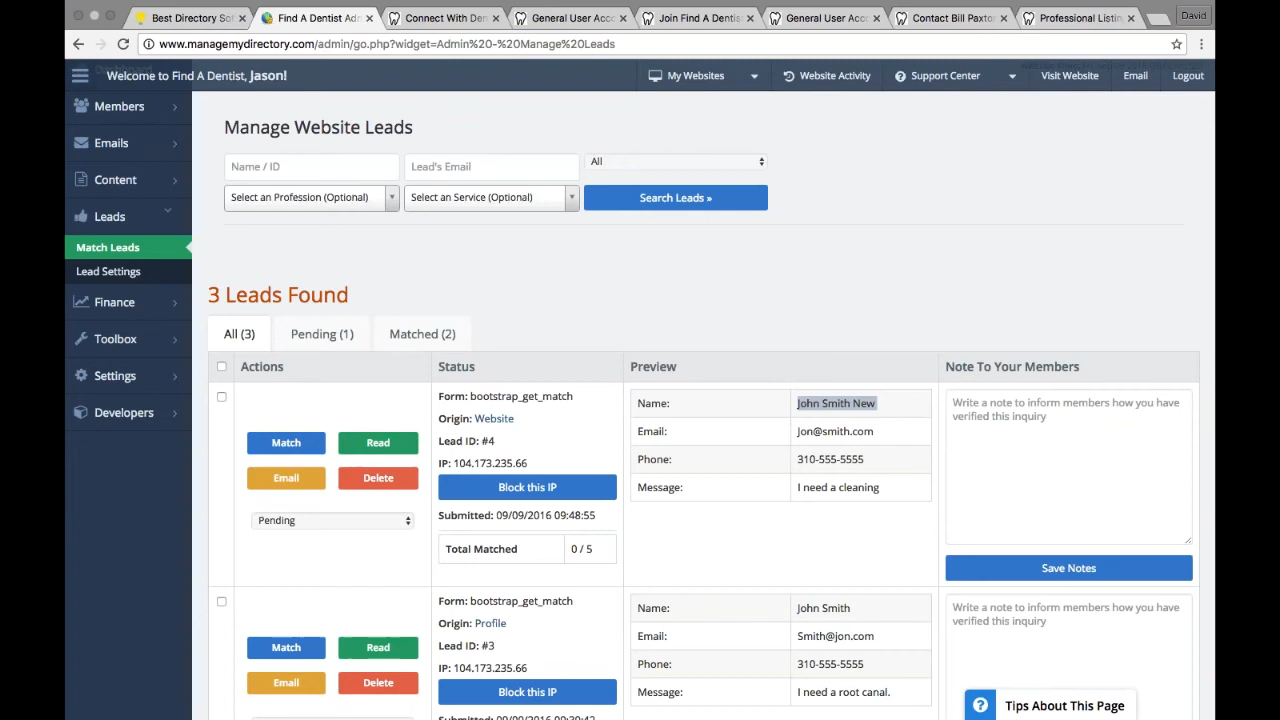 Best Directory Sof
Find A Dentist Adm
Connect With Den
General User Acco
Join Find A Dentis
General User Acc
Contact Bill Paxto
Professional Listin
David
www.managemydirectory.com/admin/go.php?widget=Admin%20-%20Manage%20Leads
Welcome to Find A Dentist, Jason!
My Websites
Website Activity
Support Center
Visit Website
Email
Logout
Members
Emails
Content
Leads
Match Leads
Lead Settings
Finance
Toolbox
Settings
Developers
Manage Website Leads
Name / ID
Lead's Email
All
Select an Profession (Optional)
Select an Service (Optional)
Search Leads »
3 Leads Found
All (3)
Pending (1)
Matched (2)
Actions
Status
Preview
Note To Your Members
Match
Read
Email
Delete
Pending
Form: bootstrap_get_match
Origin: Website
Lead ID: #4
IP: 104.173.235.66
Block this IP
Submitted: 09/09/2016 09:48:55
Total Matched 0 / 5
Name: John Smith New
Email: Jon@smith.com
Phone: 310-555-5555
Message: I need a cleaning
Write a note to inform members how you have
verified this inquiry
Save Notes
Match
Read
Email
Delete
Form: bootstrap_get_match
Origin: Profile
Lead ID: #3
IP: 104.173.235.66
Block this IP
Name: John Smith
Email: Smith@jon.com
Phone: 310-555-5555
Message: I need a root canal.
Write a note to inform members how you have
verified this inquiry
Tips About This Page